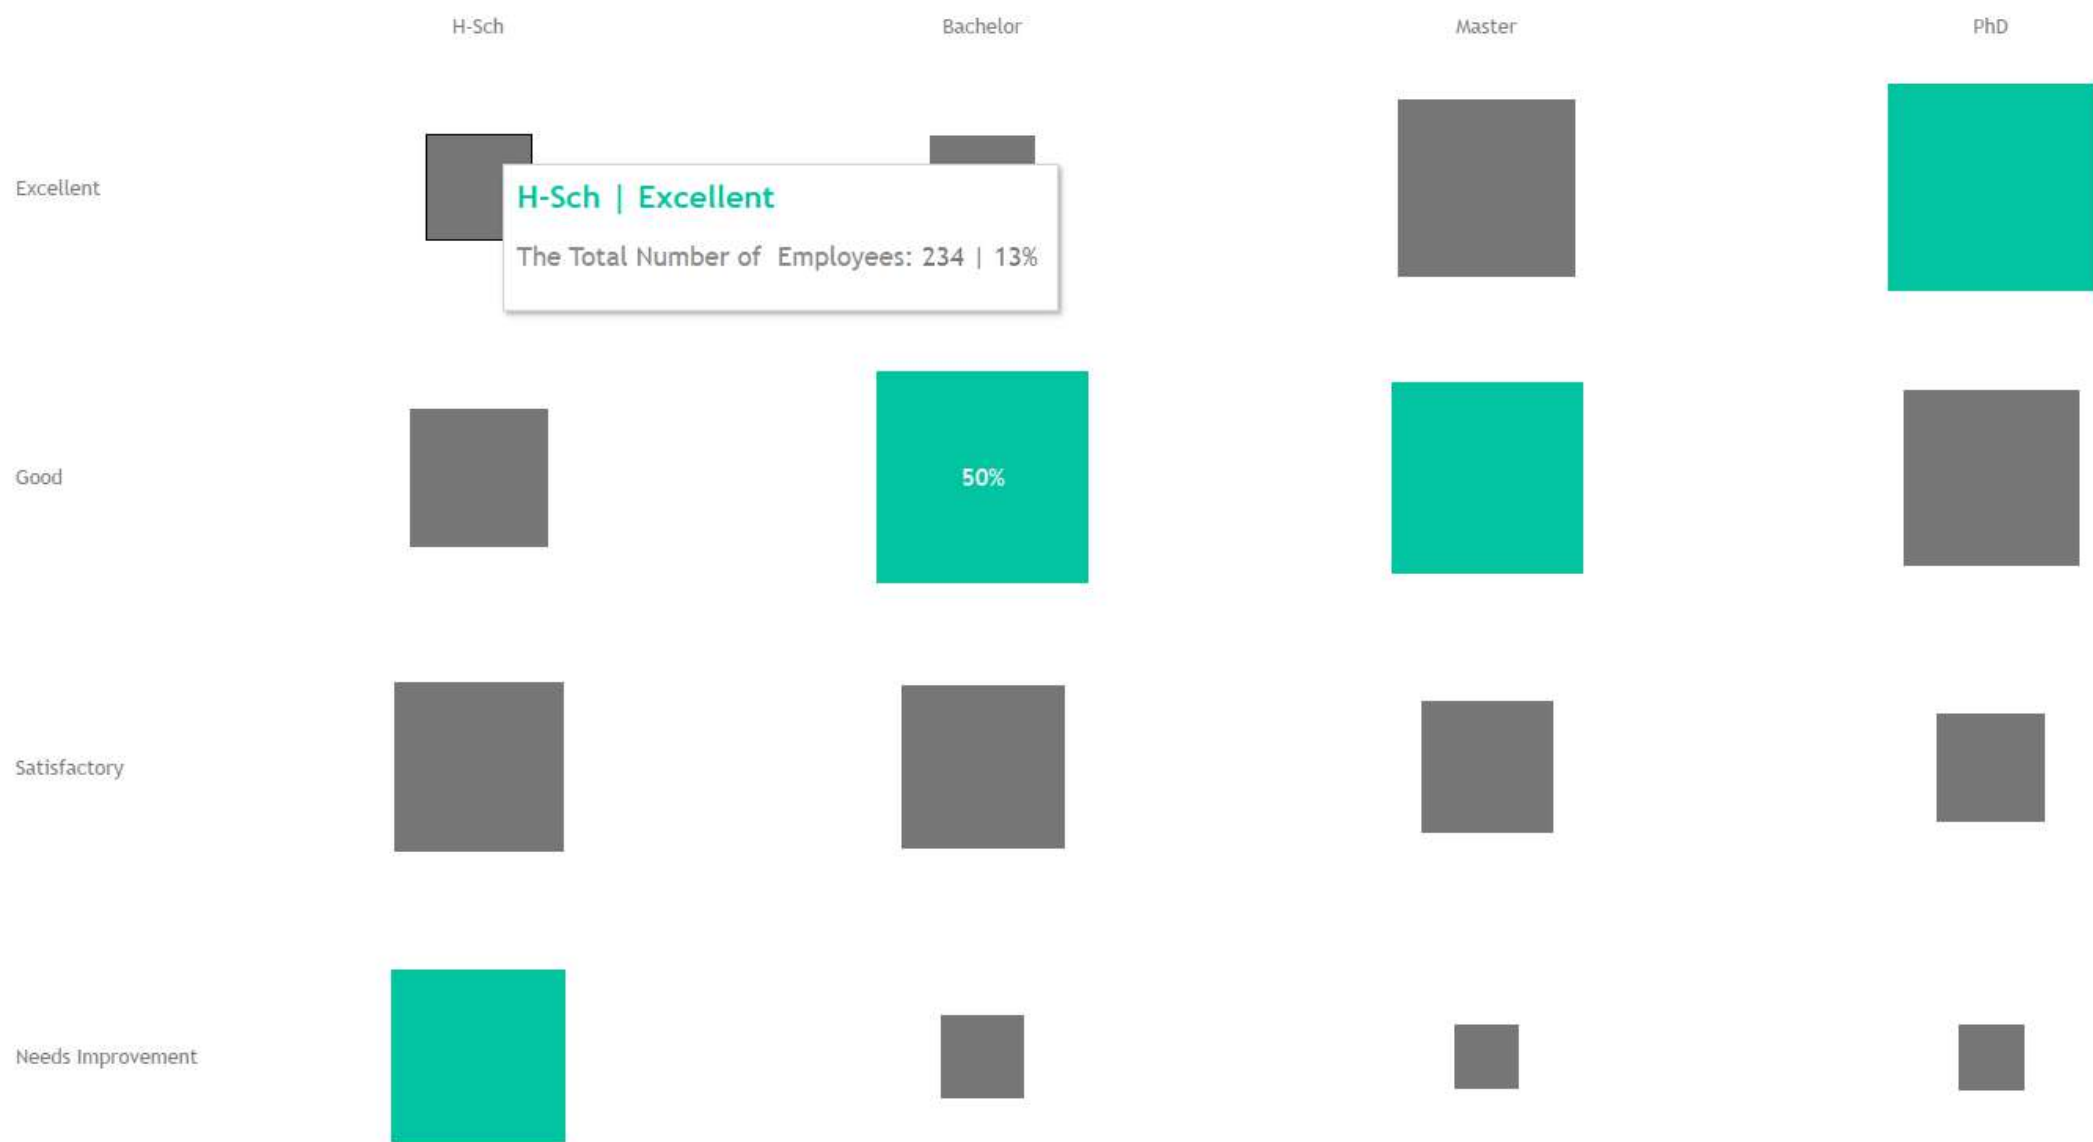 H-Sch Bachelor Master PhD
Excellent
H-Sch | Excellent
The Total Number of  Employees: 234 | 13%
Good
50%
Satisfactory
Needs Improvement